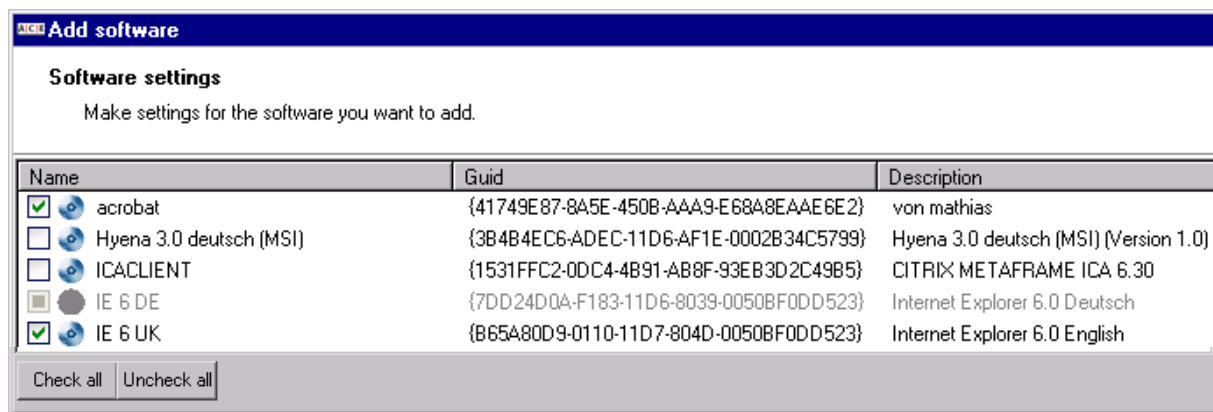 ACE Add software
Software settings
Make settings for the software you want to add.
Name Guid Description
acrobat {41749E87-8A5E-450B-AAA9-E68A8EAAE6E2} von mathias
Hyena 3.0 deutsch (MSI) {3B4B4EC6-ADEC-11D6-AF1E-0002B34C5799} Hyena 3.0 deutsch (MSI) (Version 1.0)
ICACLIENT {1531FFC2-0DC4-4B91-AB8F-93EB3D2C49B5} CITRIX METAFRAME ICA 6.30
IE 6 DE {7DD24D0A-F183-11D6-8039-0050BF0DD523} Internet Explorer 6.0 Deutsch
IE 6 UK {B65A80D9-0110-11D7-804D-0050BF0DD523} Internet Explorer 6.0 English
Check all Uncheck all